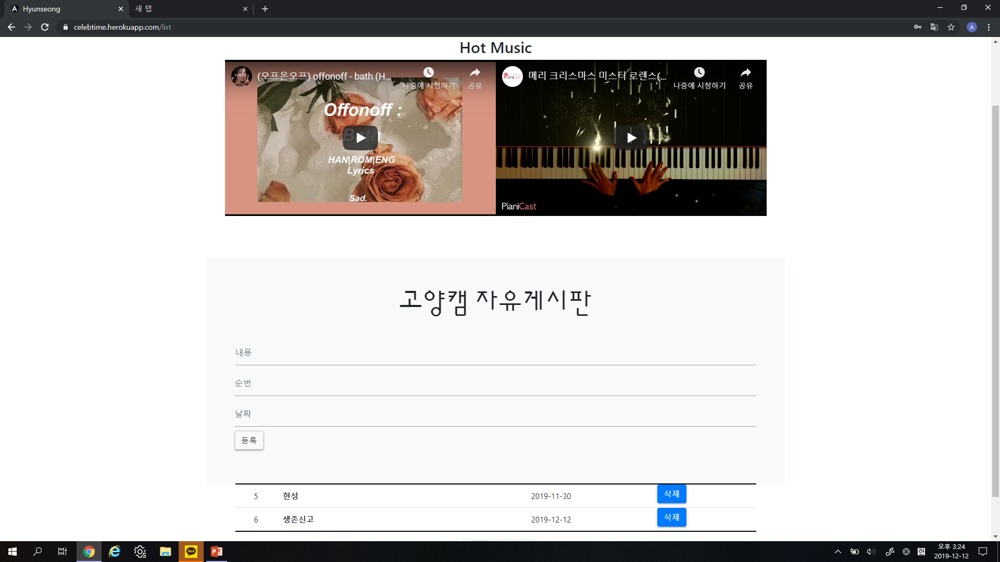 Hyunseong
새 탭
celebtime.herokuapp.com/list
A
Hot Music
(오프온오프) offonoff - bath (H...
나중에 시청하기
공유
Offonoff :
Bath
HAN|ROM|ENG
Lyrics
Sad.
PIANICAST
메리 크리스마스 미스터 로렌스(...
나중에 시청하기
공유
PianiCast
고양캠 자유게시판
내용
순번
날짜
등록
5 현성 2019-11-30 삭제
6 생존신고 2019-12-12 삭제
TALK
한
오후 3:24
2019-12-12